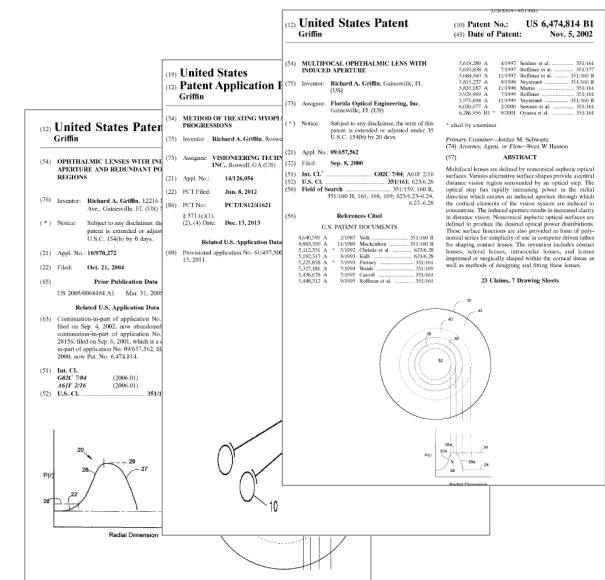 US006474814B1
(12) United States Patent
Griffin
(10) Patent No.: US 6,474,814 B1
(45) Date of Patent: Nov. 5, 2002
(54) MULTIFOCAL OPHTHALMIC LENS WITH
INDUCED APERTURE
(75) Inventor: Richard A. Griffin, Gainesville, FL
(US)
(73) Assignee: Florida Optical Engineering, Inc,
Gainesville, FL (US)
( * ) Notice: Subject to any disclaimer, the term of this
patent is extended or adjusted under 35
U.S.C. 154(b) by 20 days.
(21) Appl. No.: 09/657,562
(22) Filed: Sep. 8, 2000
(51) Int. Cl.⁷ G02C 7/04; A61F 2/16
(52) U.S. Cl. 351/161; 623/6.28
(58) Field of Search 351/159, 160 R,
351/160 H, 161, 168, 169; 623/6.23–6.24,
6.27–6.28
(56) References Cited
U.S. PATENT DOCUMENTS
4,640,595 A 2/1987 Volk 351/160 R
5,112,351 A * 5/1992 Christie et al. 623/6.28
5,192,317 A 3/1993 Kalb 623/6.28
5,225,858 A * 7/1993 Portney 351/161
5,327,181 A 7/1994 Waido 351/169
5,436,678 A 7/1995 Carroll 351/161
5,448,312 A 9/1995 Roffman et al. 351/161
5,619,289 A 4/1997 Seidner et al. 351/161
5,650,838 A 7/1997 Roffman et al. 351/177
5,684,560 A 11/1997 Roffman et al. 351/160 R
5,815,237 A 9/1998 Vayntraub 351/160 R
5,835,187 A 11/1998 Martin 351/161
5,929,969 A 7/1999 Roffman 351/161
5,975,694 A 11/1999 Vayntraub 351/160 R
6,030,077 A 2/2000 Sawano et al. 351/161
6,286,956 B1 * 9/2001 Oyama et al. 351/161
* cited by examiner
Primary Examiner—Jordan M. Schwartz
(74) Attorney, Agent, or Firm—Sven W Hanson
(57) ABSTRACT
Multifocal lenses are defined by nonconical aspheric optical
surfaces. Various alternative surface shapes provide a central
distance vision region surrounded by an optical step. The
optical step has rapidly increasing power in the radial
direction which creates an induced aperture through which
the cortical elements of the vision system are induced to
concentrate. The induced aperture results in increased clarity
in distance vision. Nonconical aspheric optical surfaces are
defined to produce the desired optical power distributions.
These surface functions are also provided in form of poly-
nomial series for simplicity of use in computer driven lathes
for shaping contact lenses. The invention includes contact
lenses, scleral lenses, intraocular lenses, and lenses
impressed or surgically shaped within the corneal tissue as
well as methods of designing and fitting these lenses.
23 Claims, 7 Drawing Sheets
(19) United States
(12) Patent Application
Griffin
(54) METHOD OF TREATING MYOPI
PROGRESSIONS
(75) Inventor: Richard A. Griffin, Rosw
(73) Assignee: VISIONEERING TECHN
INC., Rowell, GA (US)
(21) Appl. No.: 14/126,056
(22) PCT Filed: Jun. 8, 2012
(86) PCT No.: PCT/US12/41621
§ 371 (c)(1),
(2), (4) Date: Dec. 13, 2013
Related U.S. Application Data
(60) Provisional application No. 61/497,50
15, 2011.
10
(12) United States Paten
Griffin
(54) OPHTHALMIC LENSES WITH IND
APERTURE AND REDUNDANT PO
REGIONS
(76) Inventor: Richard A. Griffin, 12216
Ave., Gainesville, FL (US)
( * ) Notice: Subject to any disclaimer, the
patent is extended or adjusted
U.S.C. 154(b) by 0 days.
(21) Appl. No.: 10/970,272
(22) Filed: Oct. 21, 2004
(65) Prior Publication Data
US 2005/0068494 A1 Mar. 31, 2005
Related U.S. Application Data
(63) Continuation-in-part of application No.
filed on Sep. 4, 2002, now abandoned
continuation-in-part of application No.
28156, filed on Sep. 6, 2001, which is a
in-part of application No. 09/657,562, fil
2000, now Pat. No. 6,474,814.
(51) Int. Cl.
G02C 7/04 (2006.01)
A61F 2/16 (2006.01)
(52) U.S. Cl. 351/1
P(r)
20
29
26
27
22
28
Radial Dimension